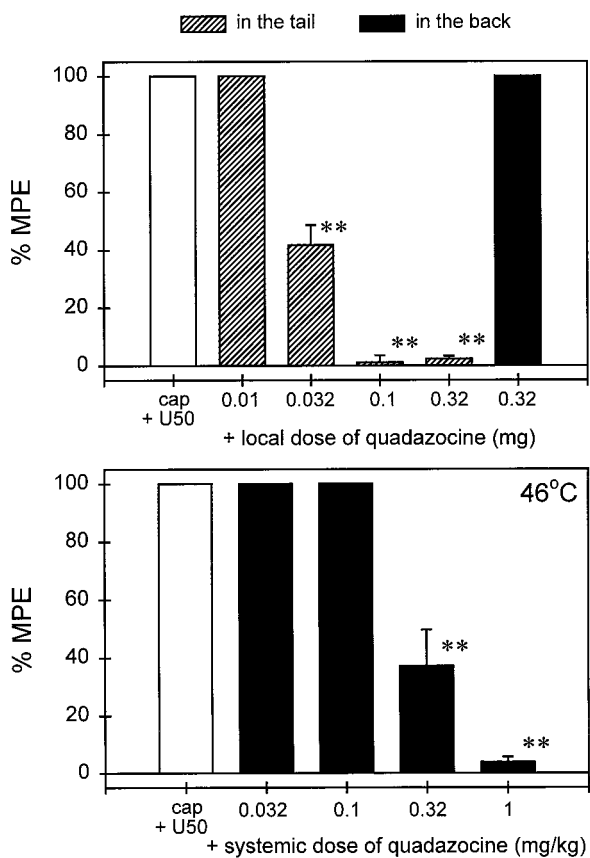 in the tail in the back
100
80
60
40
20
0
% MPE
**
**
**
cap 0.01 0.032 0.1 0.32 0.32
+ U50
+ local dose of quadazocine (mg)
100
80
60
40
20
0
% MPE
46°C
**
**
cap 0.032 0.1 0.32 1
+ U50
+ systemic dose of quadazocine (mg/kg)